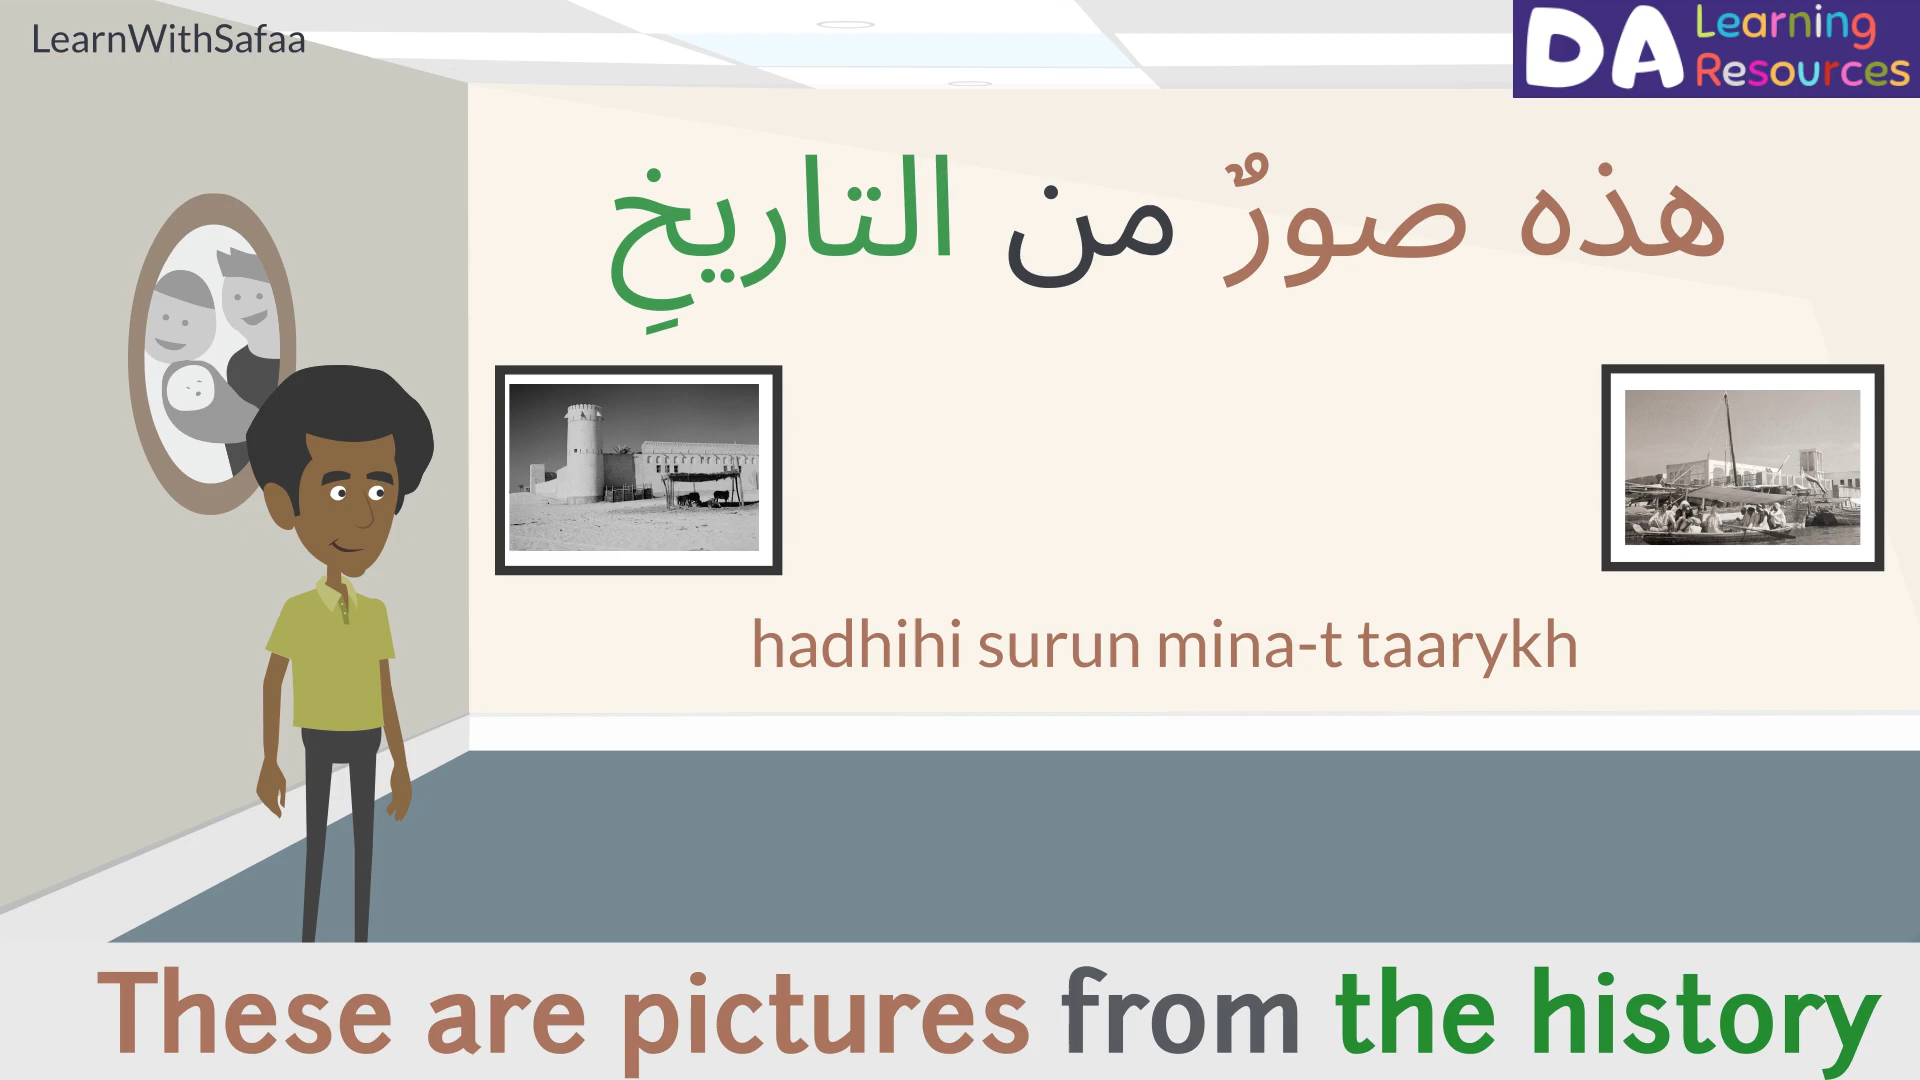 LearnWithSafaa
DA Learning
Resources
هذه صورٌ من التاريخِ
hadhihi surun mina-t taarykh
These are pictures from the history